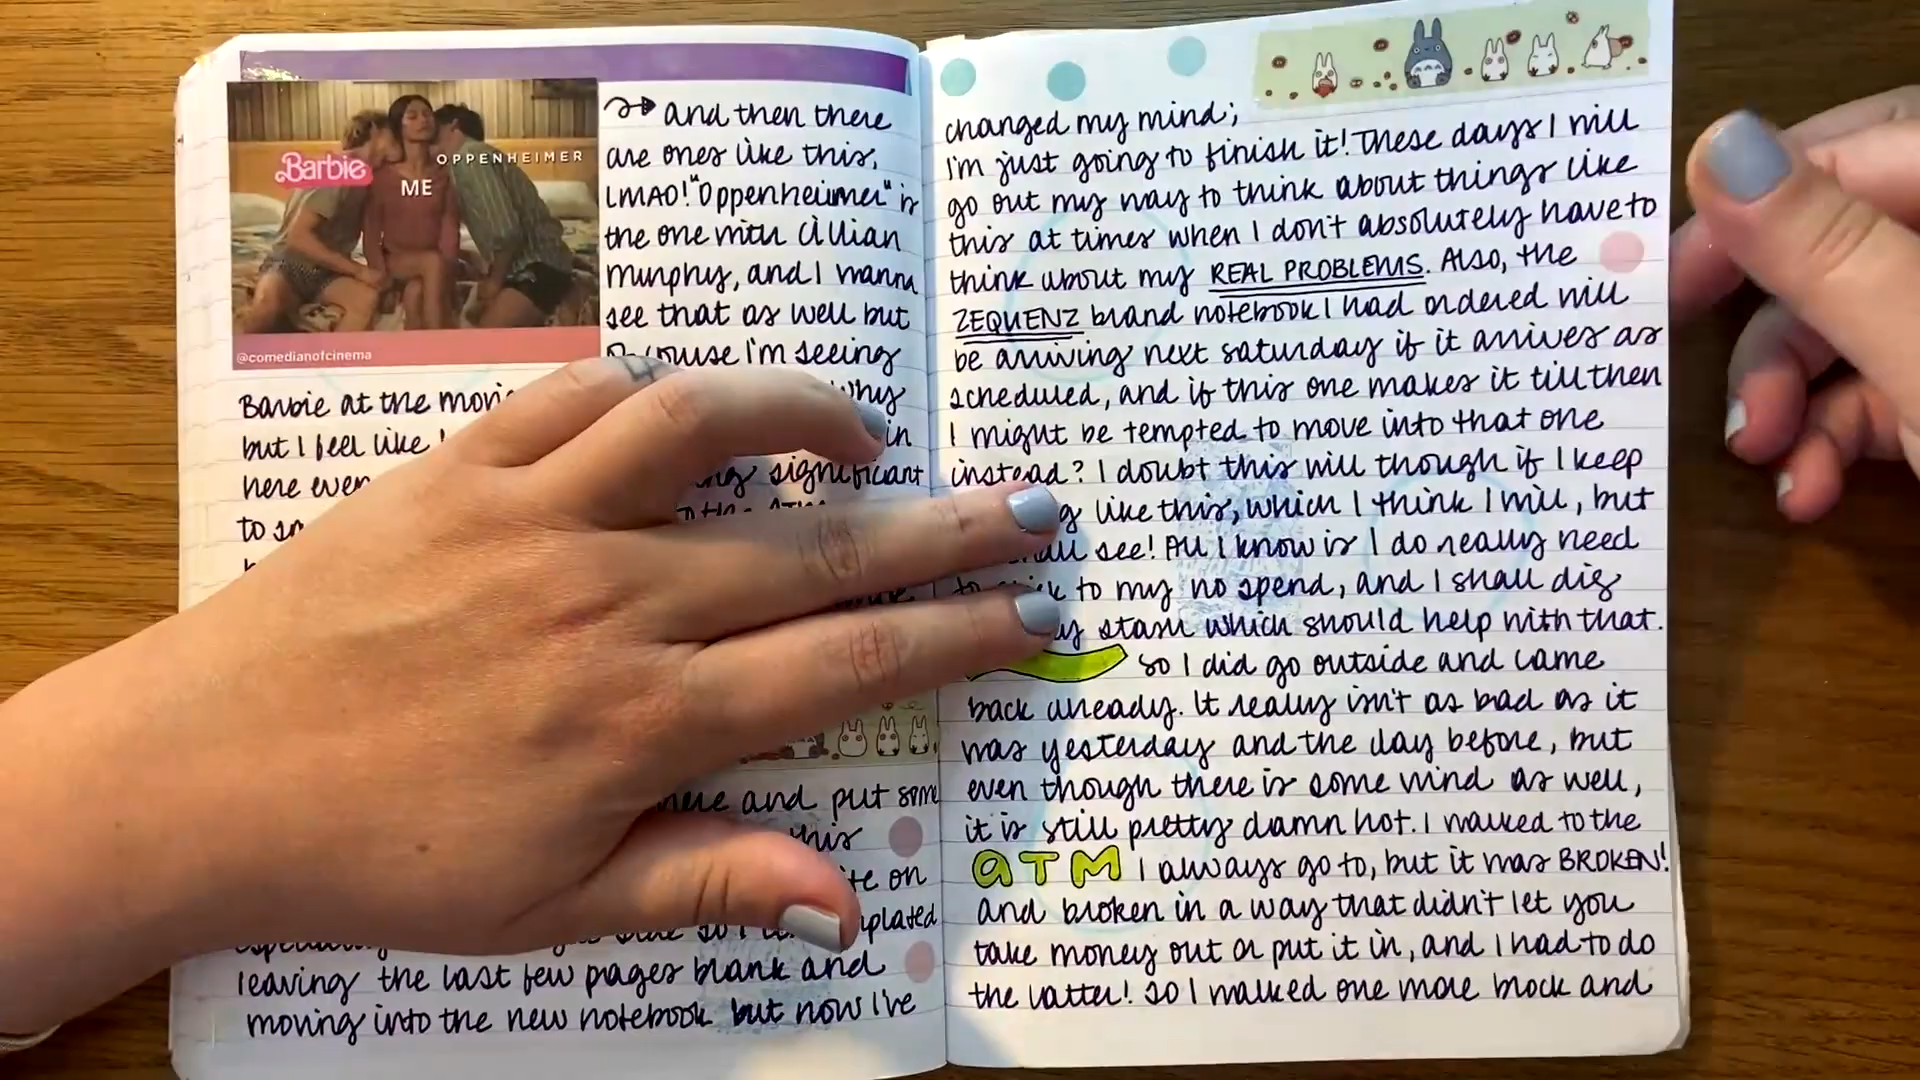 Barbie
OPPENHEIMER
ME
@comedianofcinema
and then there
are ones like this,
LMAO! "Oppenheimer" is
the one with Cillian
Murphy, and I wanna
see that as well but
course I'm seeing
why
Barbie at the
but I feel like
in
here even
significant
to
the ATM
here and put some
this
on
leaving the last few pages blank and
moving into the new notebook but now I've
changed my mind;
I'm just going to finish it! These days I will
go out my way to think about things like
this at times when I don't absolutely have to
think about my REAL PROBLEMS. Also, the
ZEQUENZ brand notebook I had ordered will
be arriving next saturday if it arrives as
scheduled, and if this one makes it till then
I might be tempted to move into that one
instead? I doubt this will though if I keep
like this, which I think I will, but
see! All I know is I do really need
to my no spend, and I shall dig
stash which should help with that.
so I did go outside and came
back already. It really isn't as bad as it
was yesterday and the day before, but
even though there is some wind as well,
it is still pretty damn hot. I walked to the
ATM I always go to, but it was BROKEN!
and broken in a way that didn't let you
take money out or put it in, and I had to do
the latter! So I walked one more block and